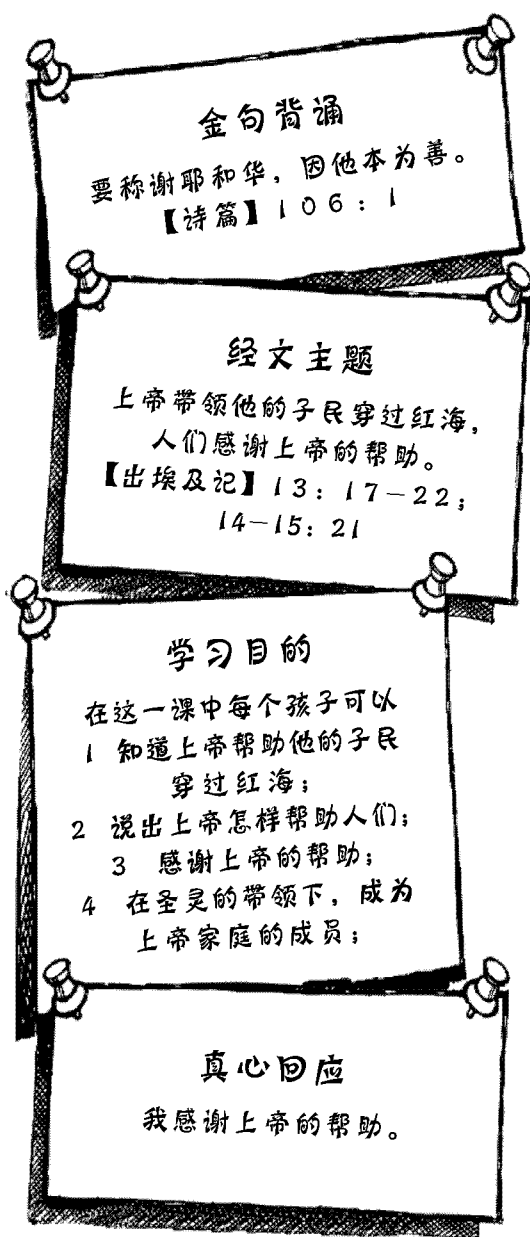 金句背诵
要称谢耶和华，因他本为善。
【诗篇】106：1
经文主题
上帝带领他的子民穿过红海，
人们感谢上帝的帮助。
【出埃及记】13：17－22；
14－15：21
学习目的
在这一课中每个孩子可以
1 知道上帝帮助他的子民
穿过红海；
2 说出上帝怎样帮助人们；
3 感谢上帝的帮助；
4 在圣灵的带领下，成为
上帝家庭的成员；
真心回应
我感谢上帝的帮助。